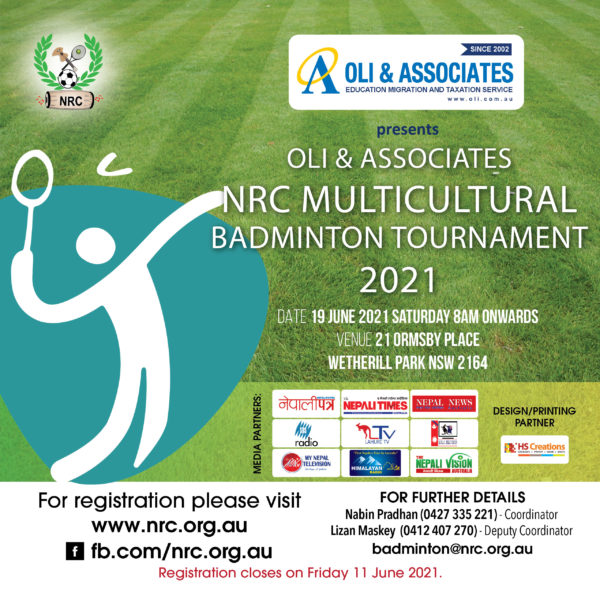 NRC
SINCE 2002
OLI & ASSOCIATES
EDUCATION MIGRATION AND TAXATION SERVICE
www.oli.com.au
presents
OLI & ASSOCIATES
NRC MULTICULTURAL
BADMINTON TOURNAMENT
2021
DATE 19 JUNE 2021 SATURDAY 8AM ONWARDS
VENUE 21 ORMSBY PLACE
WETHERILL PARK NSW 2164
MEDIA PARTNERS:
नेपालीपत्र
NEPALITIMES
NEPAL NEWS
radio
LTV
LAHURE TV
MY NEPAL
TELEVISION
HIMALAYAN
RADIO
THE
NEPALI VISION
DESIGN/PRINTING
PARTNER
HS Creations
For registration please visit
www.nrc.org.au
fb.com/nrc.org.au
FOR FURTHER DETAILS
Nabin Pradhan (0427 335 221) - Coordinator
Lizan Maskey (0412 407 270) - Deputy Coordinator
badminton@nrc.org.au
Registration closes on Friday 11 June 2021.